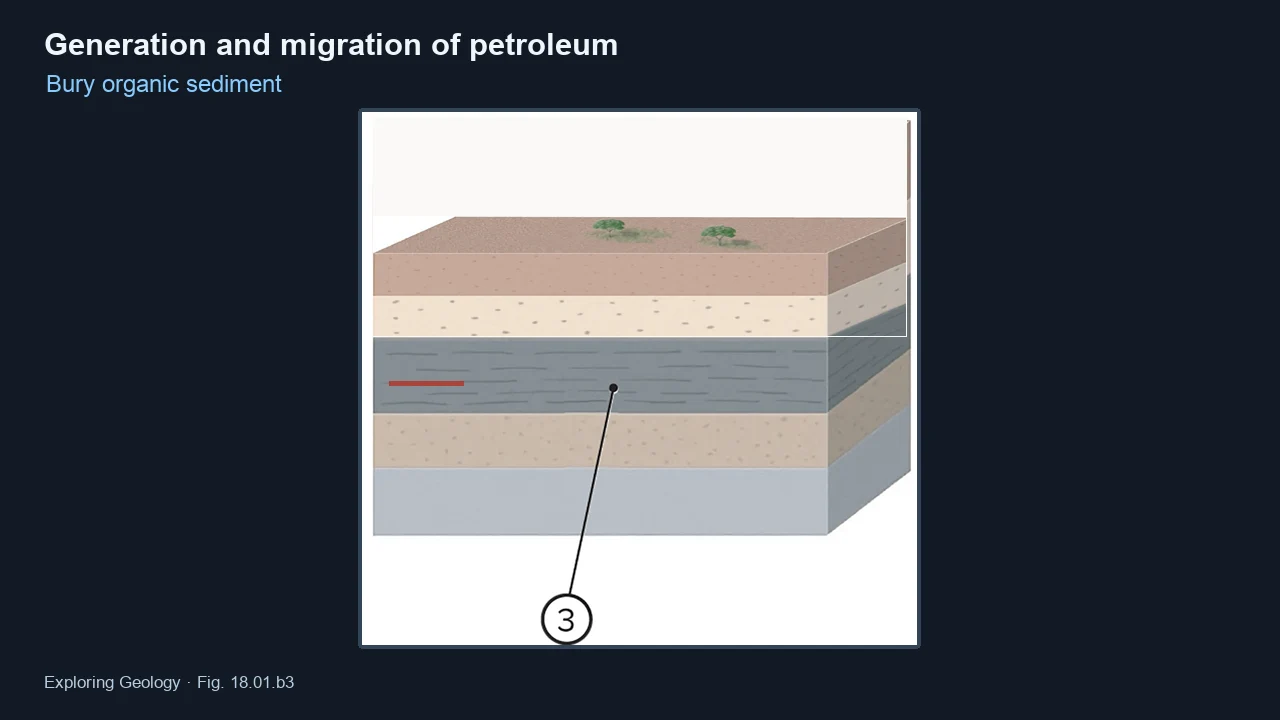 Generation and migration of petroleum
Bury organic sediment
3
Exploring Geology · Fig. 18.01.b3